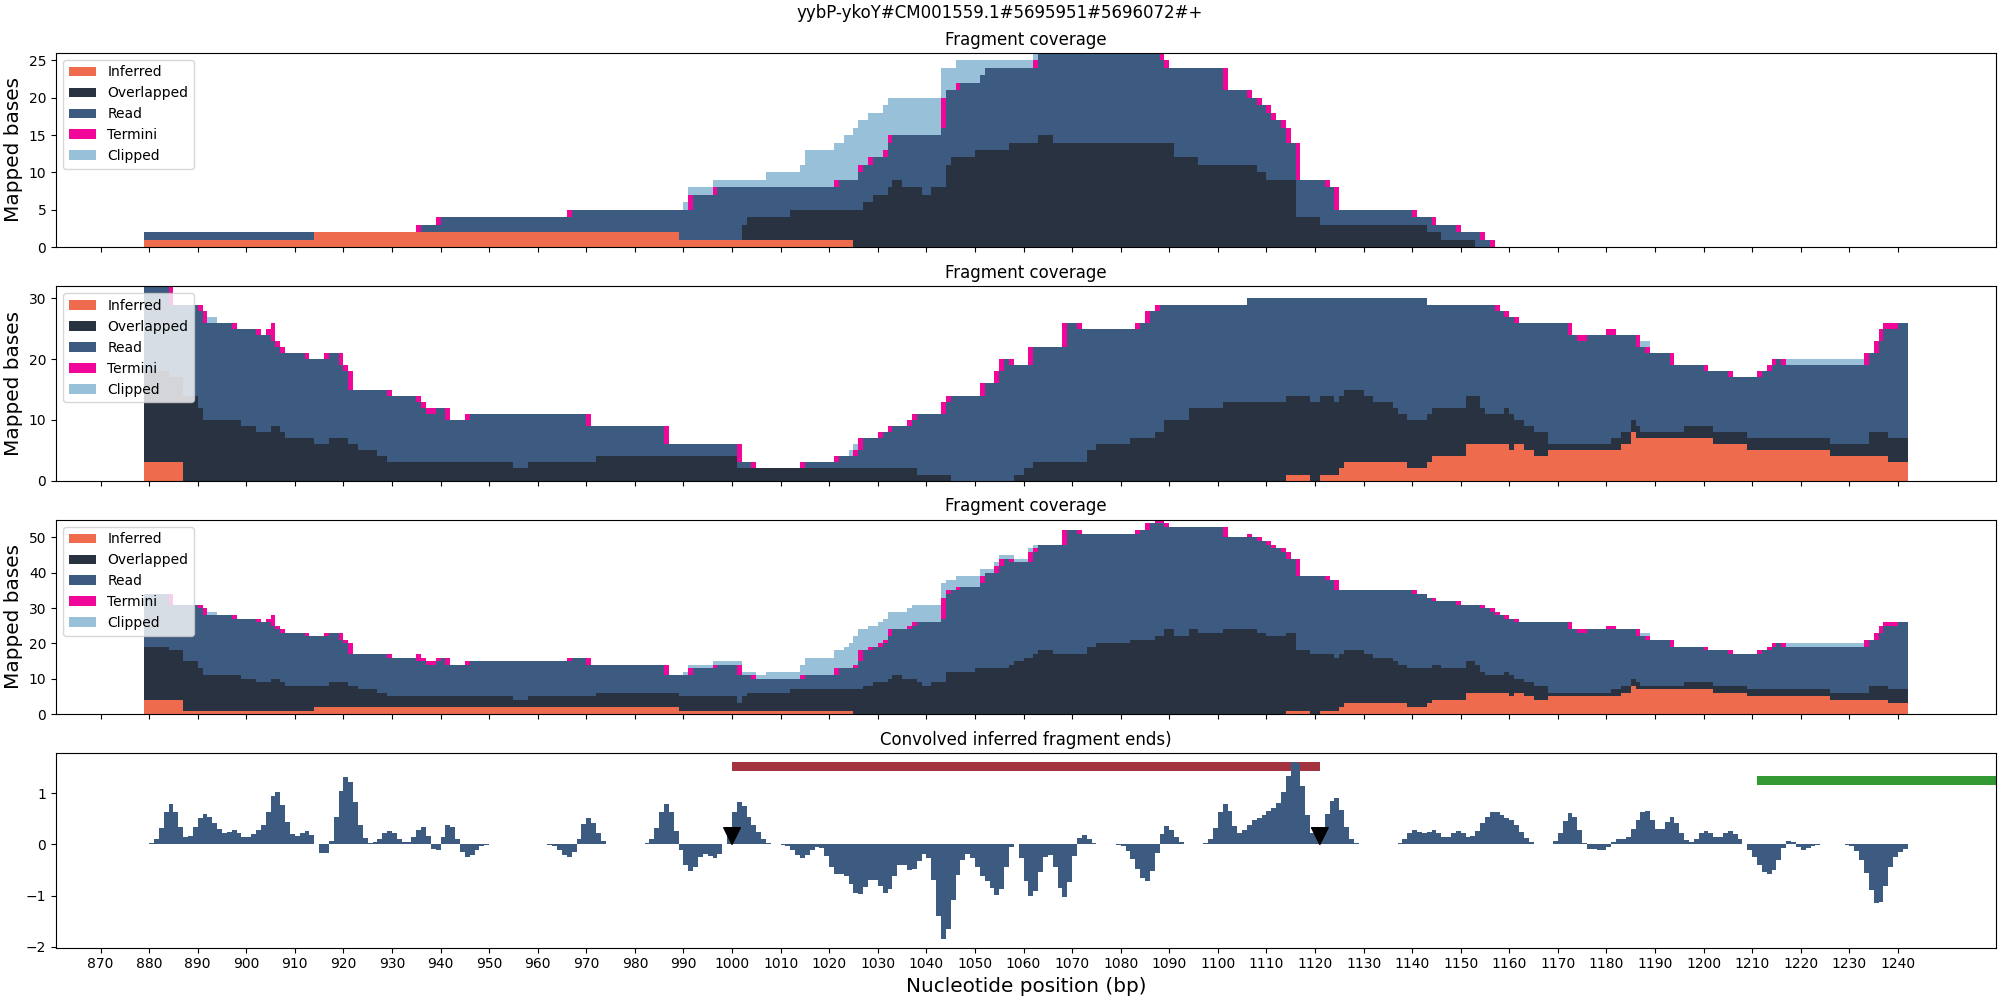 yybP-ykoY#CM001559.1#5695951#5696072#+
Fragment coverage
Mapped bases
25
20
15
10
5
0
Inferred
Overlapped
Read
Termini
Clipped
Fragment coverage
Mapped bases
30
20
10
0
Inferred
Overlapped
Read
Termini
Clipped
Fragment coverage
Mapped bases
50
40
30
20
10
0
Inferred
Overlapped
Read
Termini
Clipped
Convolved inferred fragment ends)
1
0
−1
−2
870 880 890 900 910 920 930 940 950 960 970 980 990 1000 1010 1020 1030 1040 1050 1060 1070 1080 1090 1100 1110 1120 1130 1140 1150 1160 1170 1180 1190 1200 1210 1220 1230 1240
Nucleotide position (bp)